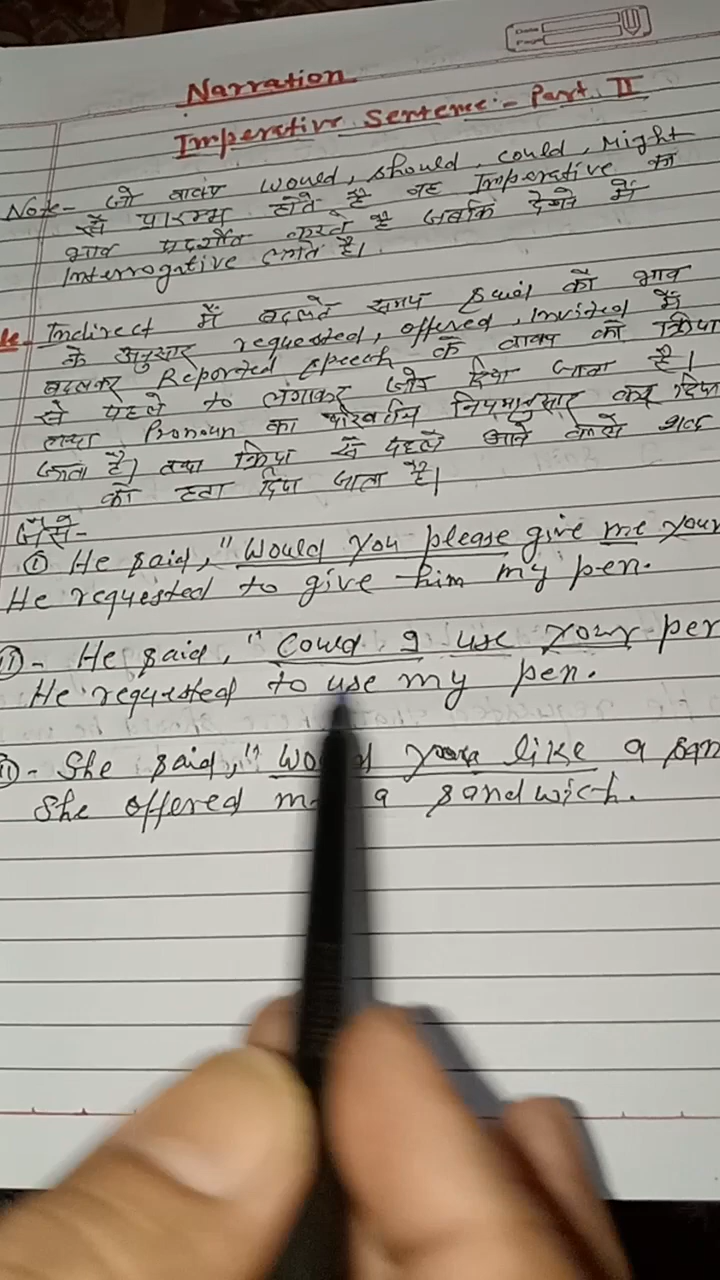 Date
Page
Narration
Imperative Sentence:- Part II
Note- जो वाक्य would, should, could, Might
से प्रारम्भ होते है वह Imperative का
भाव प्रदर्शित करते है जबकि देखने में
Interrogative लगते है।
Indirect में बदलते समय said को भाव
के अनुसार requested, offered, invited में
बदलकर Reported speech के वाक्य की क्रिया
से पहले to लगाकर जोड़ दिया जाता है।
तथा Pronoun का परिवर्तन नियमानुसार कर दिया
जाता है। तथा क्रिया से पहले आने वाले शब्द
को हटा दिया जाता है।
जैसे-
① He said, "Would you please give me your
He requested to give him my pen.
He said, "Could I use your pen
He requested to use my pen.
She said, " you like a
She offered a sandwich.